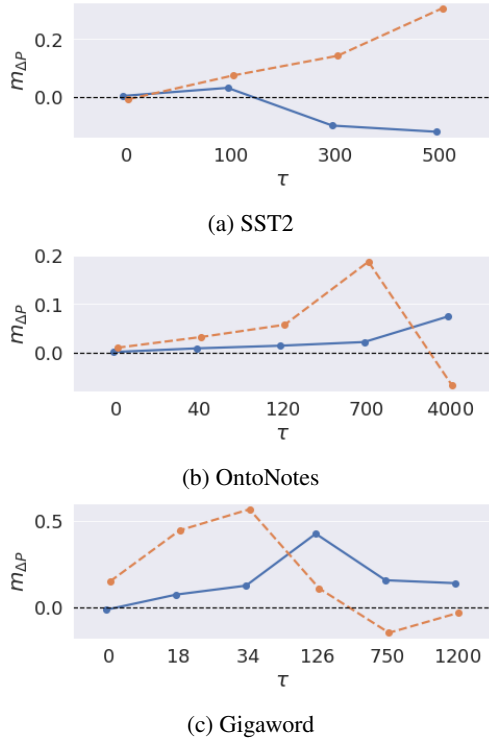 0.2
0.0
m_ΔP
0 100 300 500
τ
(a) SST2
0.2
0.1
0.0
m_ΔP
0 40 120 700 4000
τ
(b) OntoNotes
0.5
0.0
m_ΔP
0 18 34 126 750 1200
τ
(c) Gigaword